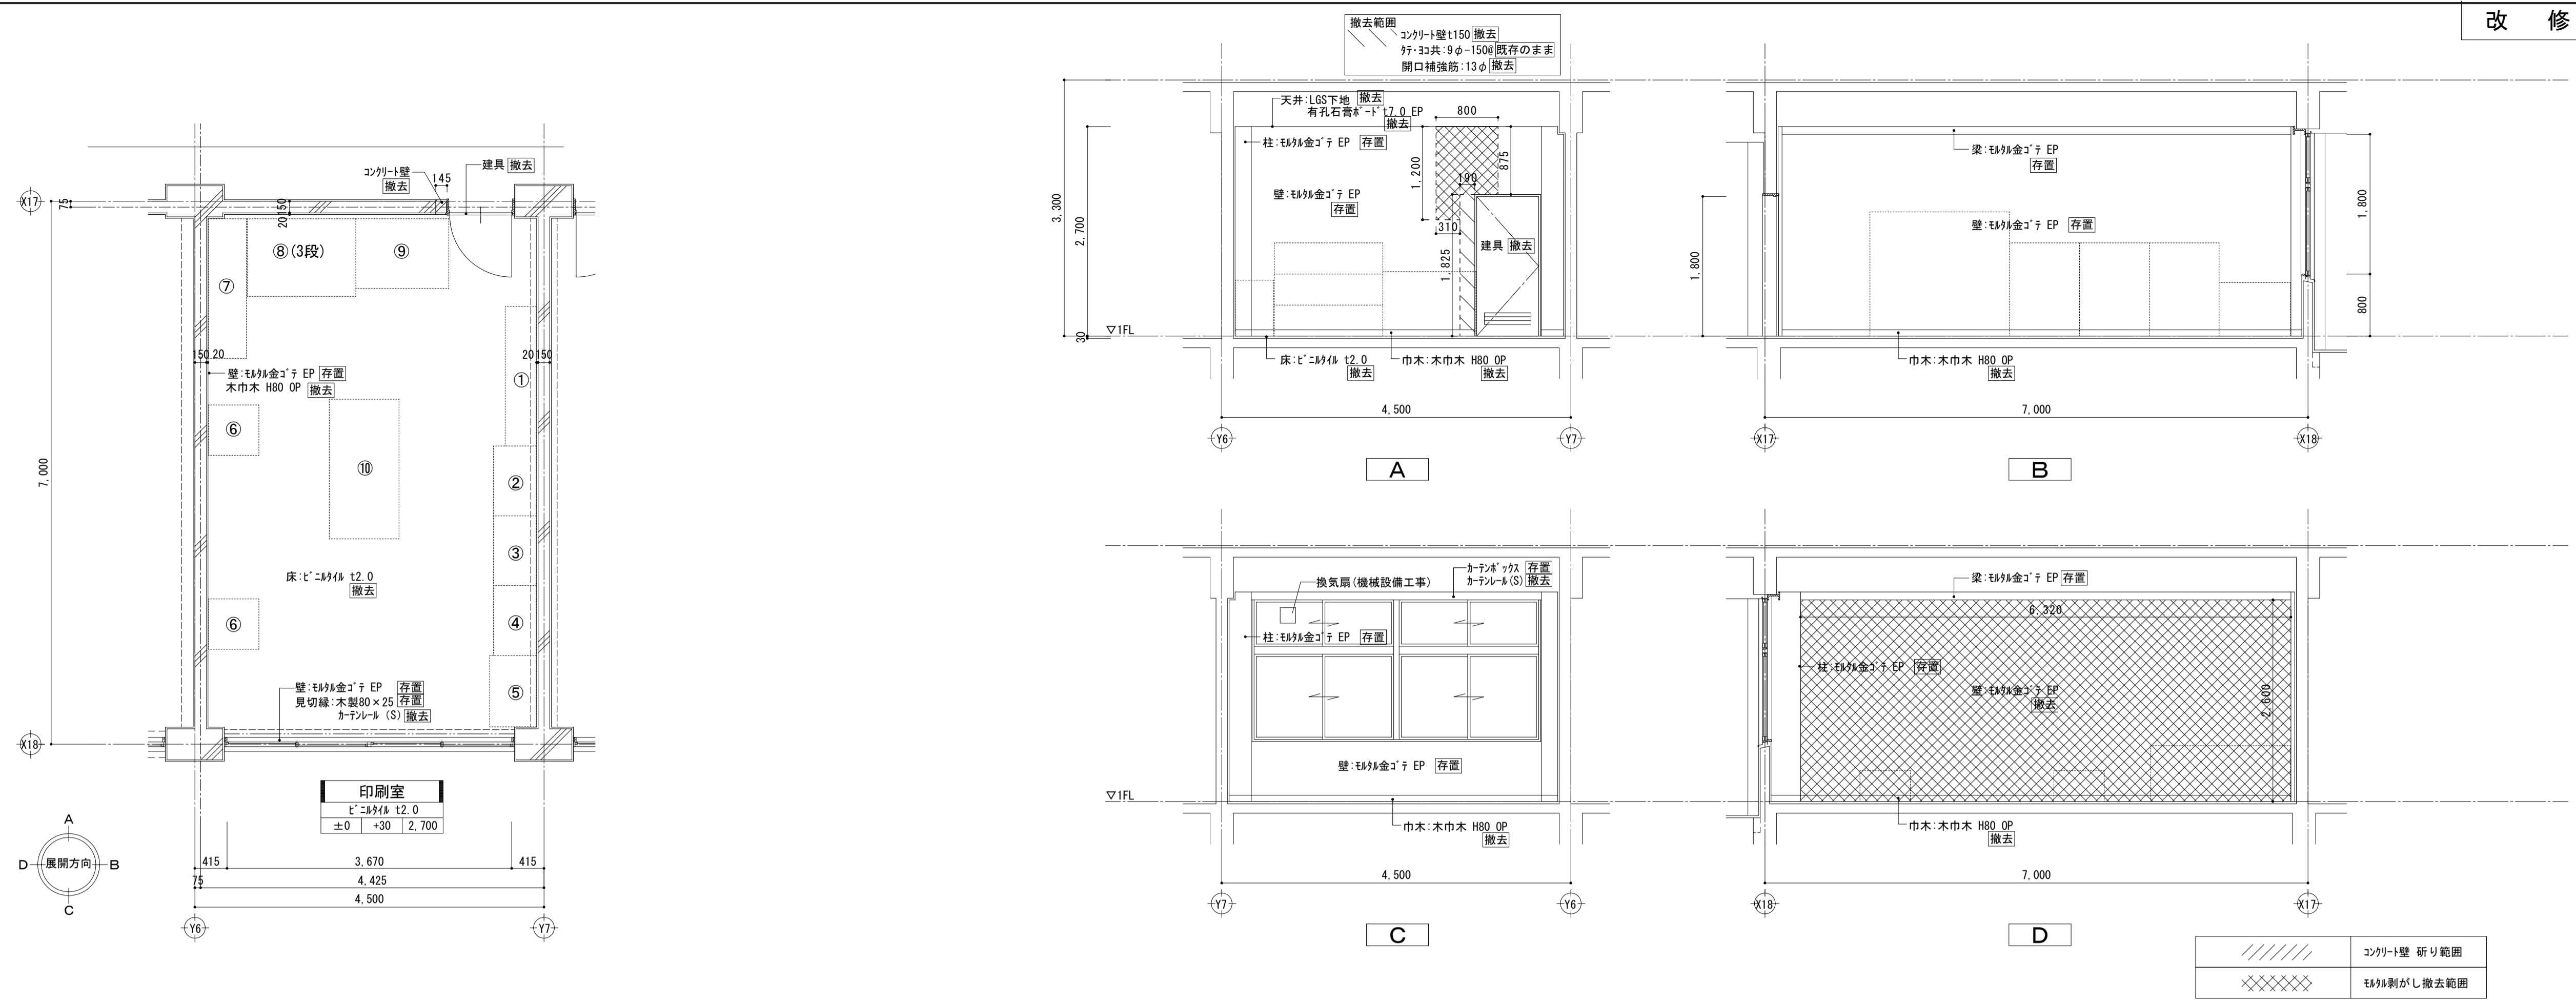 改　修
撤去範囲
コンクリート壁t150 撤去
タテ・ヨコ共:9φ-150@ 既存のまま
開口補強筋:13φ 撤去
建具 撤去
コンクリート壁
撤去
145
X17
75
150
20
⑧(3段)
⑨
⑦
150 20
20 150
①
壁:モルタル金ゴテ EP 存置
木巾木 H80 OP 撤去
⑥
⑩
②
7,000
③
床:ビニルタイル t2.0
撤去
⑥
④
壁:モルタル金ゴテ EP 存置
見切縁:木製80×25 存置
カーテンレール (S) 撤去
⑤
X18
印刷室
ビニルタイル t2.0
±0 +30 2,700
A
D 展開方向 B
C
415 3,670 415
75 4,425
4,500
Y6 Y7
天井:LGS下地 撤去
有孔石膏ボード t7.0 EP
撤去
800
柱:モルタル金ゴテ EP 存置
1,200
875
190
壁:モルタル金ゴテ EP
存置
3,300
2,700
310
1,825
建具 撤去
30
▽1FL
床:ビニルタイル t2.0
撤去
巾木:木巾木 H80 OP
撤去
4,500
Y6 Y7
A
梁:モルタル金ゴテ EP
存置
壁:モルタル金ゴテ EP 存置
1,800
1,800
800
巾木:木巾木 H80 OP
撤去
7,000
X17 X18
B
換気扇(機械設備工事)
カーテンボックス 存置
カーテンレール(S) 撤去
柱:モルタル金ゴテ EP 存置
壁:モルタル金ゴテ EP 存置
▽1FL
巾木:木巾木 H80 OP
撤去
4,500
Y7 Y6
C
梁:モルタル金ゴテ EP 存置
6,320
柱:モルタル金ゴテ EP 存置
壁:モルタル金ゴテ EP
撤去
2,600
巾木:木巾木 H80 OP
撤去
7,000
X18 X17
D
コンクリート壁 斫り範囲
モルタル剥がし撤去範囲